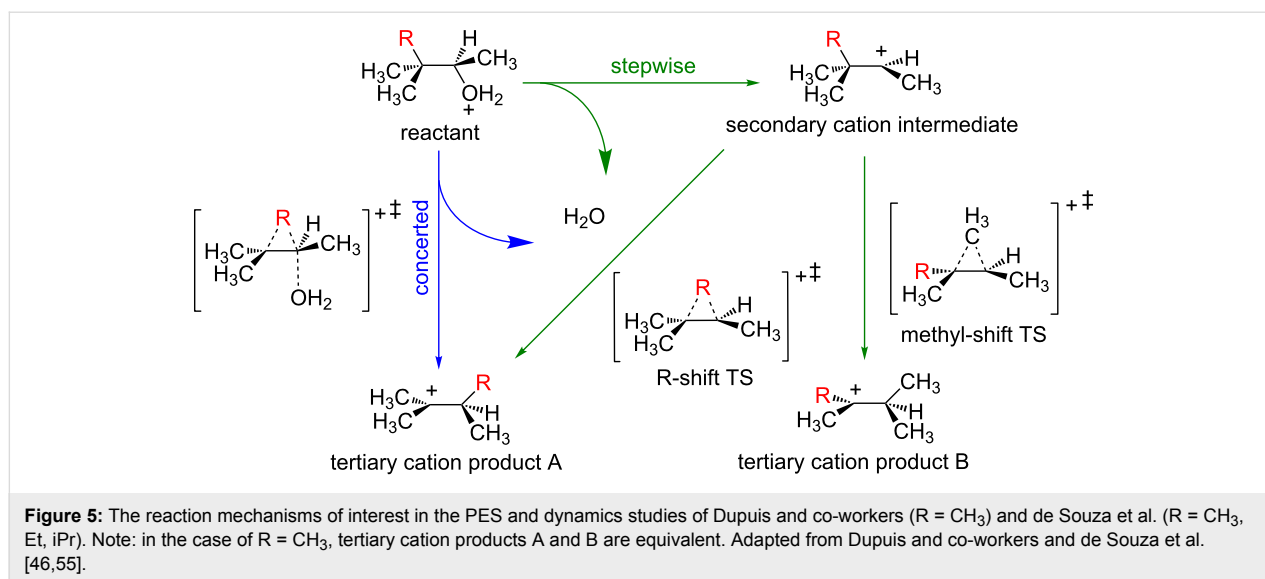 R
H
H₃C
CH₃
H₃C
OH₂
+
reactant
stepwise
R
+
H
H₃C
H₃C
CH₃
secondary cation intermediate
H₂O
concerted
R
H
+‡
H₃C
CH₃
H₃C
OH₂
R
H
+‡
H₃C
CH₃
H₃C
R-shift TS
H₃
C
+‡
R
H
H₃C
CH₃
methyl-shift TS
R
+
H₃C
H₃C
H
CH₃
tertiary cation product A
CH₃
R
+
H
H₃C
CH₃
tertiary cation product B
Figure 5: The reaction mechanisms of interest in the PES and dynamics studies of Dupuis and co-workers (R = CH₃) and de Souza et al. (R = CH₃,
Et, iPr). Note: in the case of R = CH₃, tertiary cation products A and B are equivalent. Adapted from Dupuis and co-workers and de Souza et al.
[46,55].